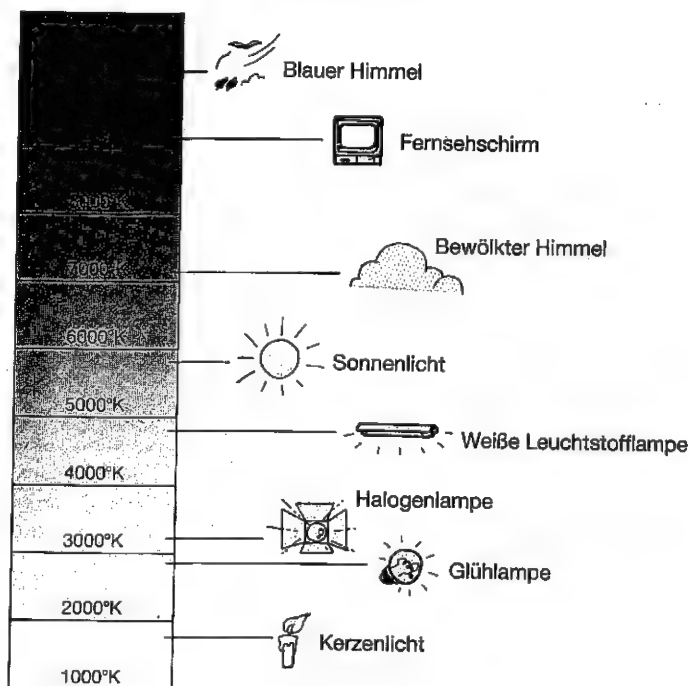 Blauer Himmel
Fernsehschirm
Bewölkter Himmel
7000°K
6000°K
Sonnenlicht
5000°K
Weiße Leuchtstofflampe
4000°K
Halogenlampe
3000°K
Glühlampe
2000°K
Kerzenlicht
1000°K